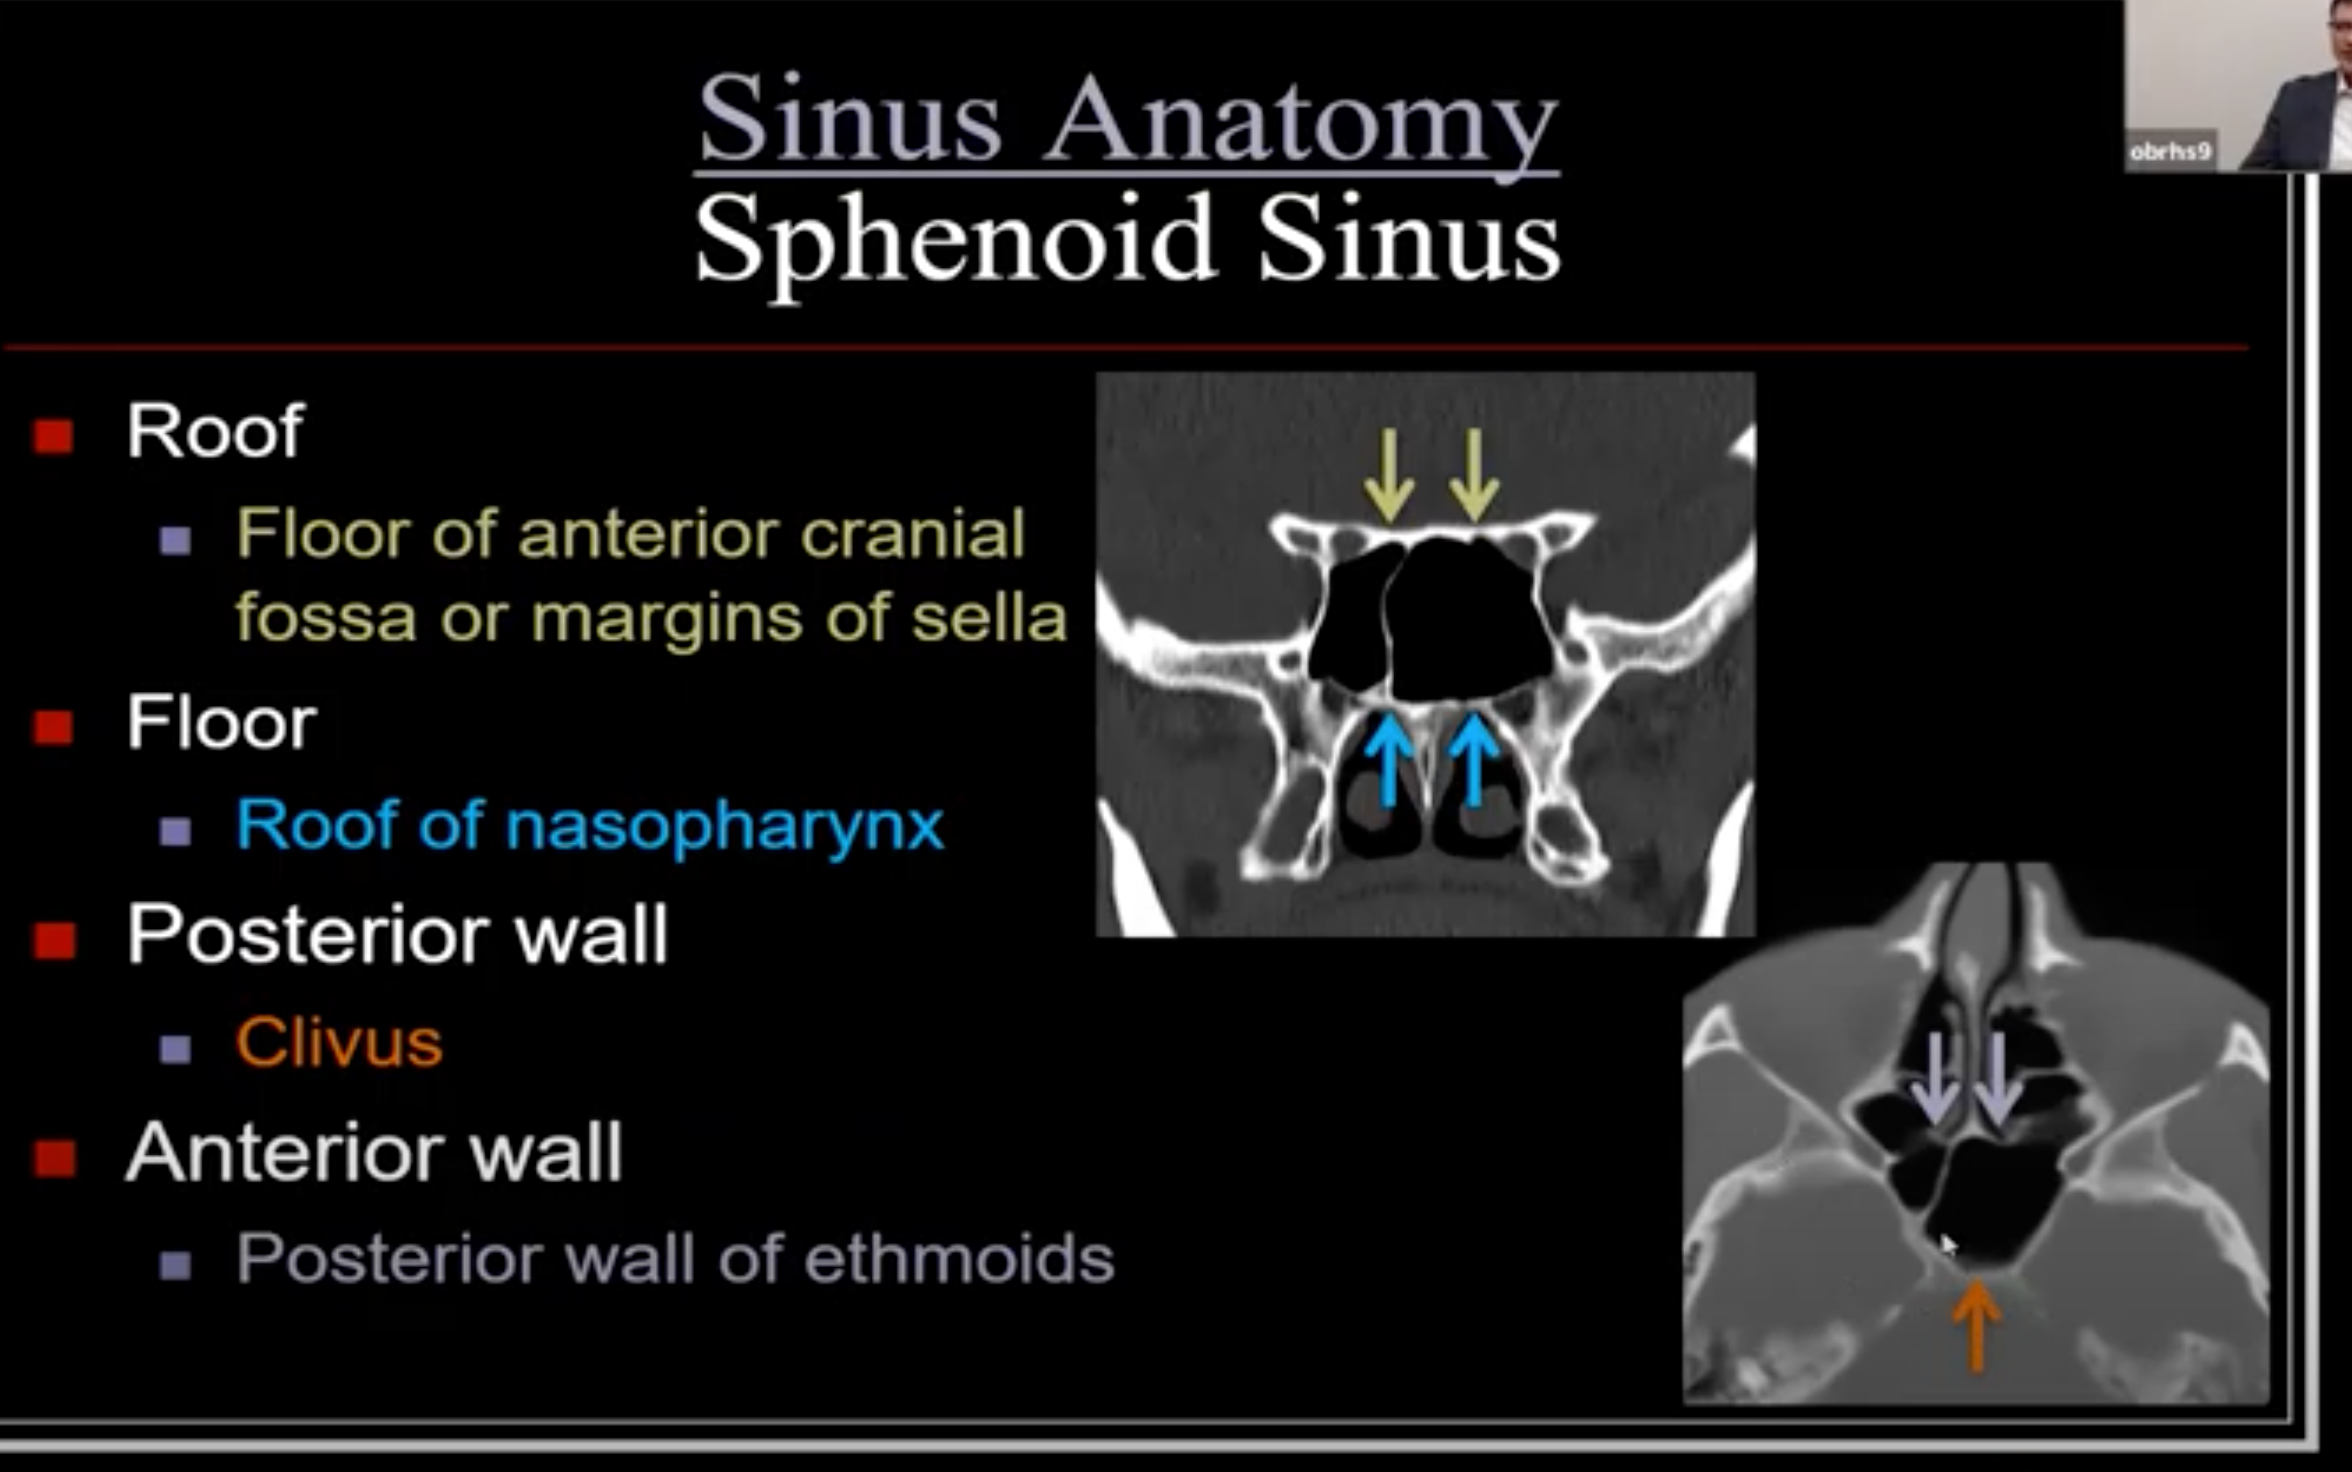 Sinus Anatomy
Sphenoid Sinus
obrhs9
Roof
Floor of anterior cranial
fossa or margins of sella
Floor
Roof of nasopharynx
Posterior wall
Clivus
Anterior wall
Posterior wall of ethmoids